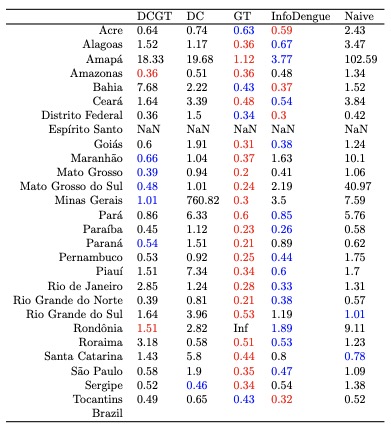 DCGT DC GT InfoDengue Naive
Acre 0.64 0.74 0.63 0.59 2.43
Alagoas 1.52 1.17 0.36 0.67 3.47
Amapá 18.33 19.68 1.12 3.77 102.59
Amazonas 0.36 0.51 0.36 0.48 1.34
Bahia 7.68 2.22 0.43 0.37 1.52
Ceará 1.64 3.39 0.48 0.54 3.84
Distrito Federal 0.36 1.5 0.34 0.3 0.42
Espírito Santo NaN NaN NaN NaN NaN
Goiás 0.6 1.91 0.31 0.38 1.24
Maranhão 0.66 1.04 0.37 1.63 10.1
Mato Grosso 0.39 0.94 0.2 0.41 1.06
Mato Grosso do Sul 0.48 1.01 0.24 2.19 40.97
Minas Gerais 1.01 760.82 0.3 3.5 7.59
Pará 0.86 6.33 0.6 0.85 5.76
Paraíba 0.45 1.12 0.23 0.26 0.58
Paraná 0.54 1.51 0.21 0.89 0.62
Pernambuco 0.53 0.92 0.25 0.44 1.75
Piauí 1.51 7.34 0.34 0.6 1.7
Rio de Janeiro 2.85 1.24 0.28 0.33 1.31
Rio Grande do Norte 0.39 0.81 0.21 0.38 0.57
Rio Grande do Sul 1.64 3.96 0.53 1.19 1.01
Rondônia 1.51 2.82 Inf 1.89 9.11
Roraima 3.18 0.58 0.51 0.53 1.23
Santa Catarina 1.43 5.8 0.44 0.8 0.78
São Paulo 0.58 1.9 0.35 0.47 1.09
Sergipe 0.52 0.46 0.34 0.54 1.38
Tocantins 0.49 0.65 0.43 0.32 0.52
Brazil